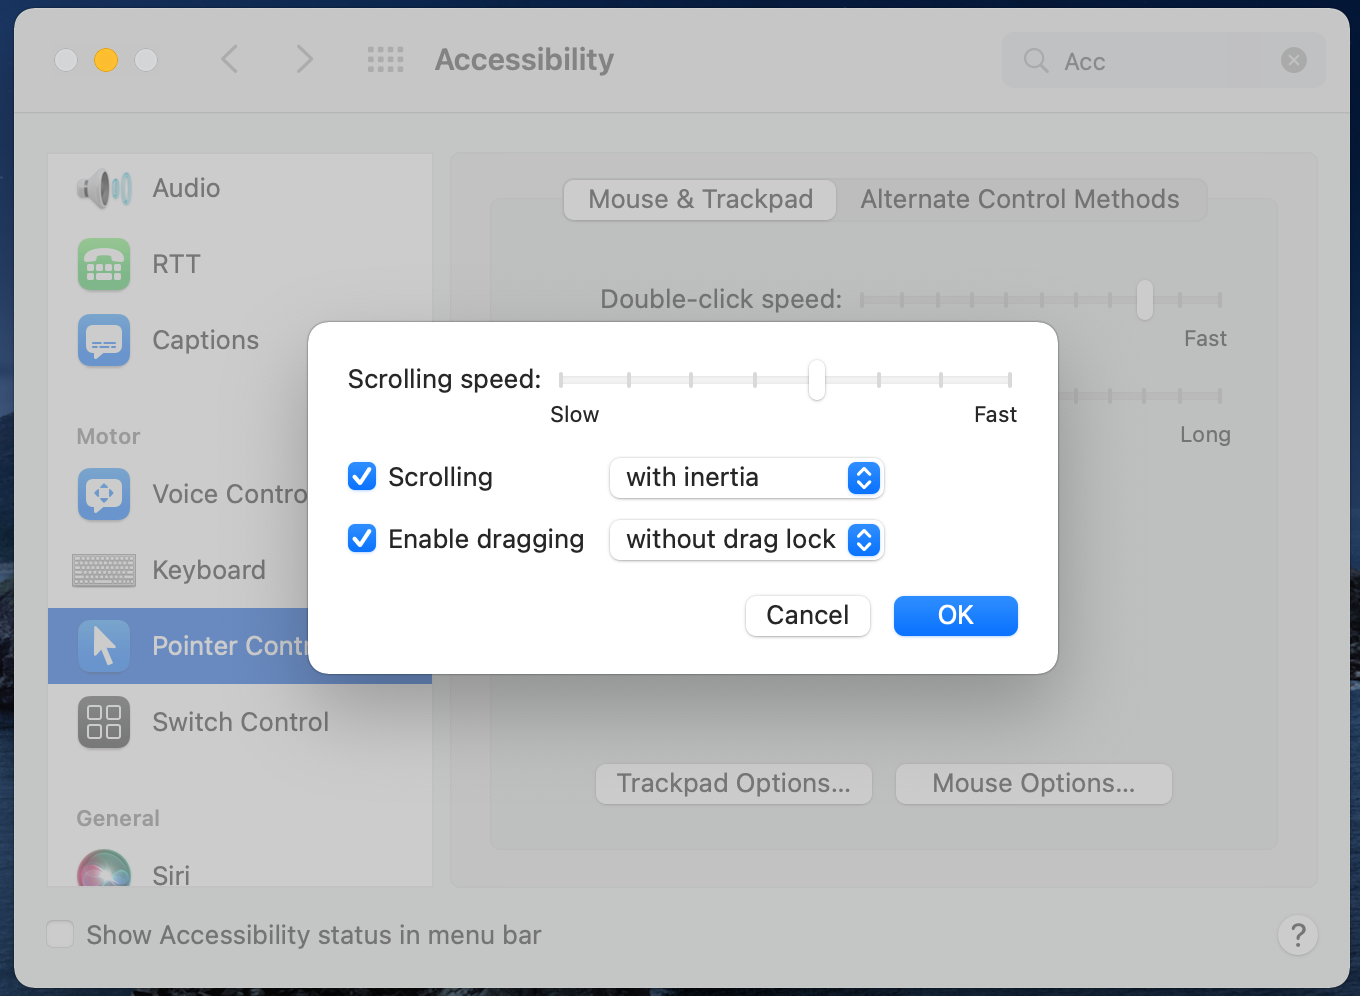 Accessibility
Acc
Audio
RTT
Captions
Motor
Voice Contro
Keyboard
Pointer Contr
Switch Control
General
Siri
Mouse & Trackpad
Alternate Control Methods
Double-click speed:
Fast
Long
Scrolling speed:
Slow
Fast
Scrolling
with inertia
Enable dragging
without drag lock
Cancel
OK
Trackpad Options...
Mouse Options...
Show Accessibility status in menu bar
?